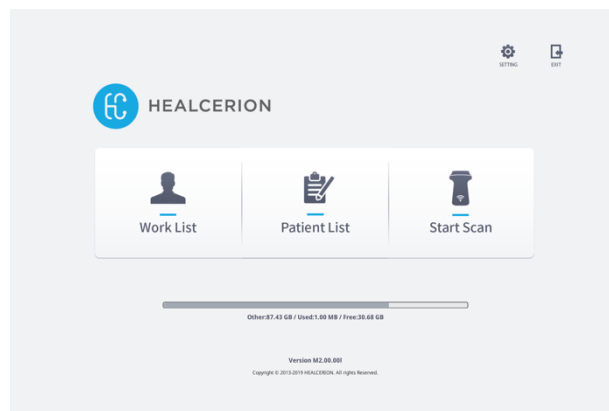 SETTING
EXIT
HEALCERION
Work List
Patient List
Start Scan
Other:87.43 GB / Used:1.00 MB / Free:30.68 GB
Version M2.00.00l
Copyright © 2013-2019 HEALCERION. All rights Reserved.